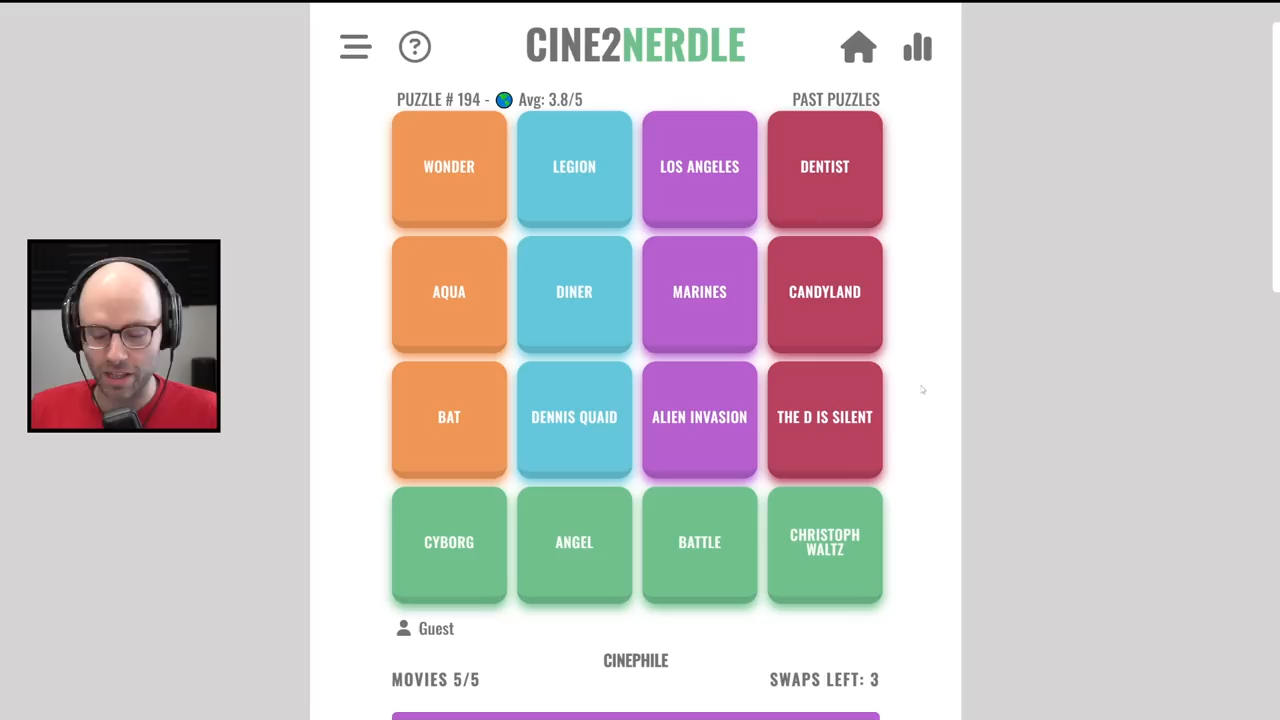 CINE2NERDLE
PUZZLE # 194 - Avg: 3.8/5
PAST PUZZLES
WONDER
LEGION
LOS ANGELES
DENTIST
AQUA
DINER
MARINES
CANDYLAND
BAT
DENNIS QUAID
ALIEN INVASION
THE D IS SILENT
CYBORG
ANGEL
BATTLE
CHRISTOPH
WALTZ
Guest
CINEPHILE
MOVIES 5/5
SWAPS LEFT: 3